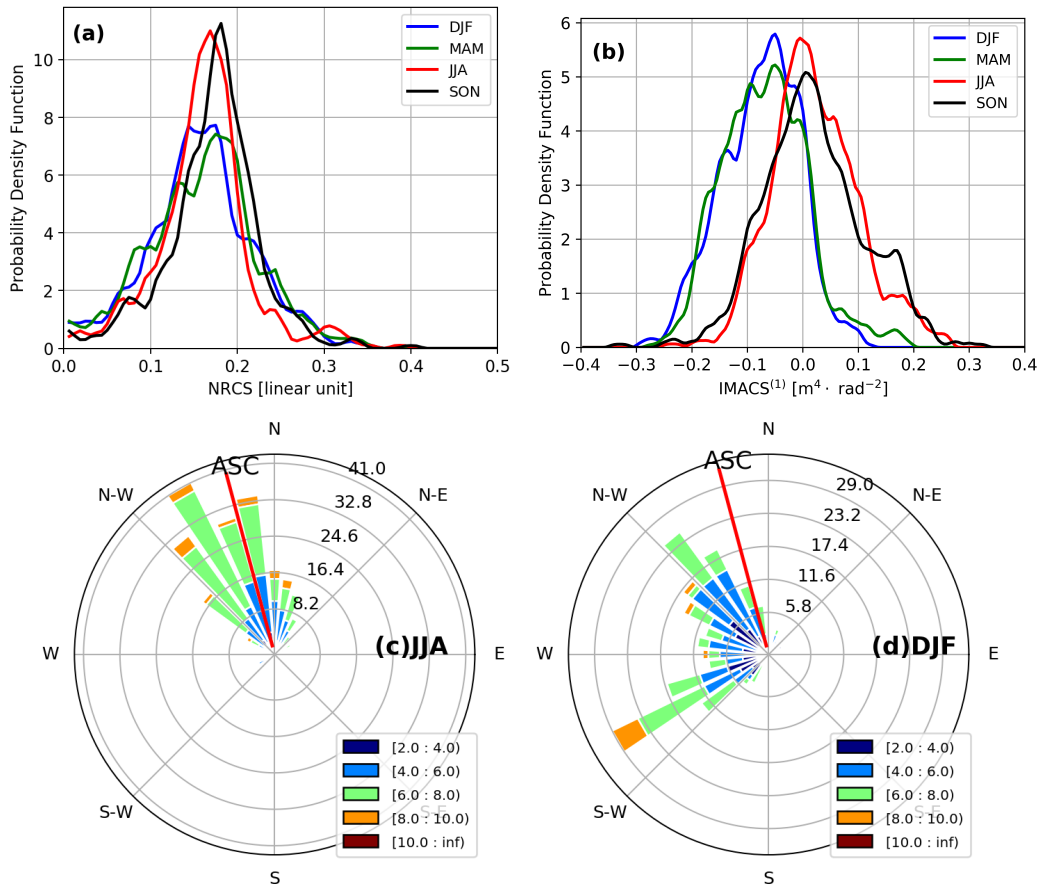 (a)
DJF
MAM
JJA
SON
Probability Density Function
0
2
4
6
8
10
0.0 0.1 0.2 0.3 0.4 0.5
NRCS [linear unit]
(b)
DJF
MAM
JJA
SON
Probability Density Function
0
1
2
3
4
5
6
−0.4 −0.3 −0.2 −0.1 0.0 0.1 0.2 0.3 0.4
IMACS⁽¹⁾ [m⁴· rad⁻²]
N
ASC
41.0
N-W
N-E
32.8
24.6
16.4
8.2
(c)JJA
W
E
[2.0 : 4.0)
[4.0 : 6.0)
[6.0 : 8.0)
[8.0 : 10.0)
[10.0 : inf)
S-W
S-E
S
N
ASC
29.0
N-W
N-E
23.2
17.4
11.6
5.8
(d)DJF
W
E
[2.0 : 4.0)
[4.0 : 6.0)
[6.0 : 8.0)
[8.0 : 10.0)
[10.0 : inf)
S-W
S-E
S